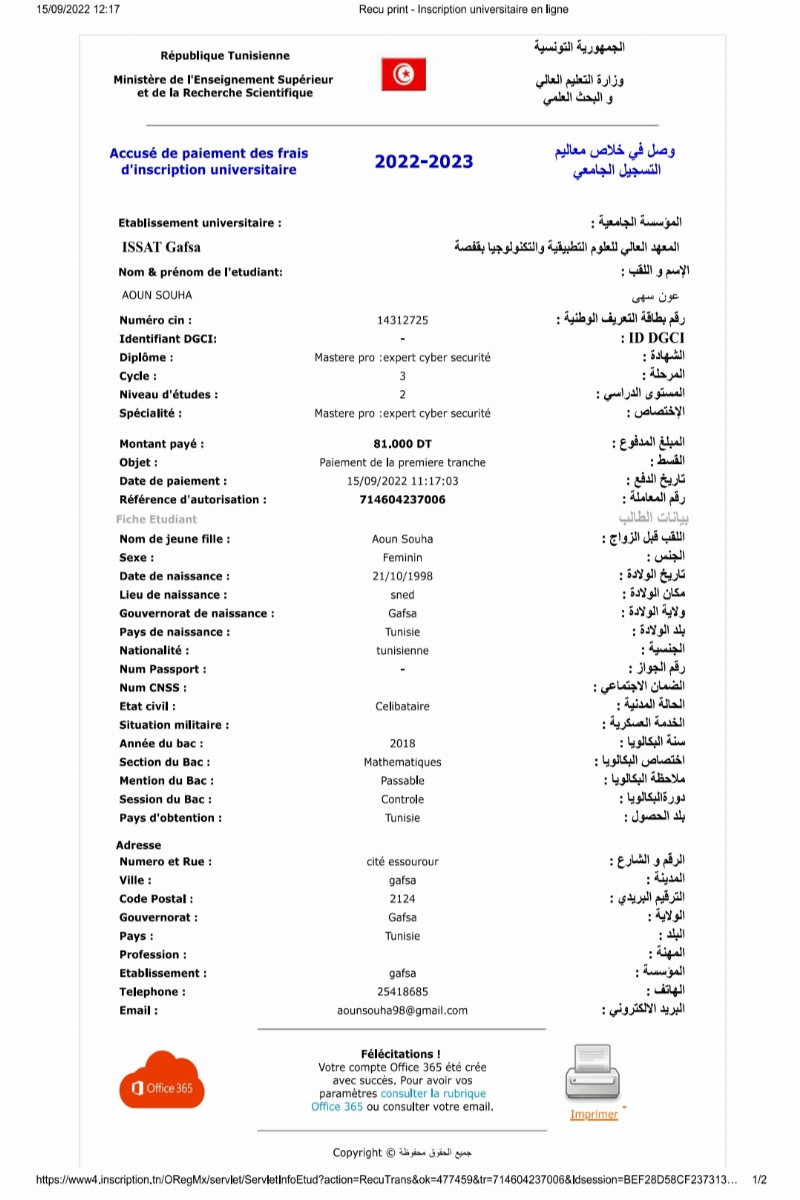 15/09/2022 12:17 Recu print - Inscription universitaire en ligne
République Tunisienne الجمهورية التونسية
Ministère de l'Enseignement Supérieur وزارة التعليم العالي
et de la Recherche Scientifique و البحث العلمي
Accusé de paiement des frais 2022-2023 وصل في خلاص معاليم
d'inscription universitaire التسجيل الجامعي
Etablissement universitaire : المؤسسة الجامعية :
ISSAT Gafsa المعهد العالي للعلوم التطبيقية والتكنولوجيا بقفصة
Nom & prénom de l'etudiant: الإسم و اللقب :
AOUN SOUHA عون سهى
Numéro cin : 14312725 رقم بطاقة التعريف الوطنية :
Identifiant DGCI: - ID DGCI :
Diplôme : Mastere pro :expert cyber securité الشهادة :
Cycle : 3 المرحلة :
Niveau d'études : 2 المستوى الدراسي :
Spécialité : Mastere pro :expert cyber securité الإختصاص :
Montant payé : 81.000 DT المبلغ المدفوع :
Objet : Paiement de la premiere tranche القسط :
Date de paiement : 15/09/2022 11:17:03 تاريخ الدفع :
Référence d'autorisation : 714604237006 رقم المعاملة :
Fiche Etudiant بيانات الطالب
Nom de jeune fille : Aoun Souha اللقب قبل الزواج :
Sexe : Feminin الجنس :
Date de naissance : 21/10/1998 تاريخ الولادة :
Lieu de naissance : sned مكان الولادة :
Gouvernorat de naissance : Gafsa ولاية الولادة :
Pays de naissance : Tunisie بلد الولادة :
Nationalité : tunisienne الجنسية :
Num Passport : - رقم الجواز :
Num CNSS : الضمان الاجتماعي :
Etat civil : Celibataire الحالة المدنية :
Situation militaire : الخدمة العسكرية :
Année du bac : 2018 سنة البكالويا :
Section du Bac : Mathematiques اختصاص البكالويا :
Mention du Bac : Passable ملاحظة البكالويا :
Session du Bac : Controle دورةالبكالويا :
Pays d'obtention : Tunisie بلد الحصول :
Adresse
Numero et Rue : cité essourour الرقم و الشارع :
Ville : gafsa المدينة :
Code Postal : 2124 الترقيم البريدي :
Gouvernorat : Gafsa الولاية :
Pays : Tunisie البلد :
Profession : المهنة :
Etablissement : gafsa المؤسسة :
Telephone : 25418685 الهاتف :
Email : aounsouha98@gmail.com البريد الالكتروني :
Félécitations !
Votre compte Office 365 été crée
avec succès. Pour avoir vos
paramètres consulter la rubrique
Office 365 ou consulter votre email.
Office 365
Imprimer
Copyright © جميع الحقوق محفوظة
https://www4.inscription.tn/ORegMx/servlet/ServletInfoEtud?action=RecuTrans&ok=477459&tr=714604237006&Idsession=BEF28D58CF237313... 1/2